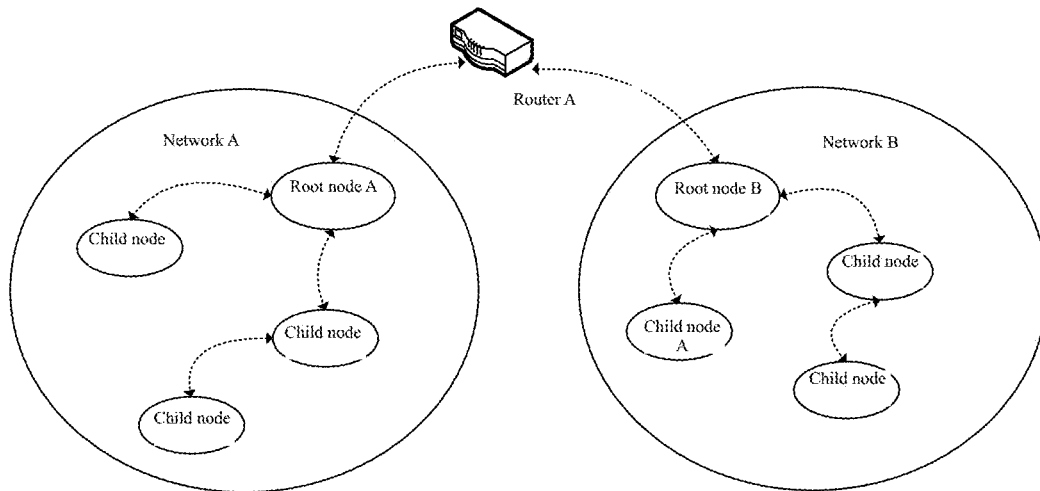 Router A
Network A
Network B
Root node A
Root node B
Child node
Child node
Child node
Child node
A
Child node
Child node